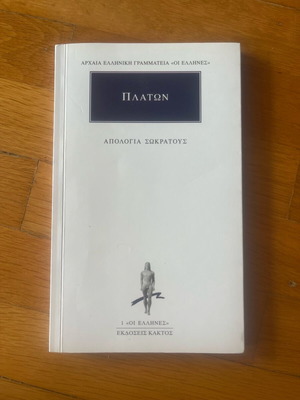 ΑΡΧΑΙΑ ΕΛΛΗΝΙΚΗ ΓΡΑΜΜΑΤΕΙΑ «ΟΙ ΕΛΛΗΝΕΣ»
ΠΛΑΤΩΝ
ΑΠΟΛΟΓΙΑ ΣΩΚΡΑΤΟΥΣ
1 «ΟΙ ΕΛΛΗΝΕΣ»
ΕΚΔΟΣΕΙΣ ΚΑΚΤΟΣ